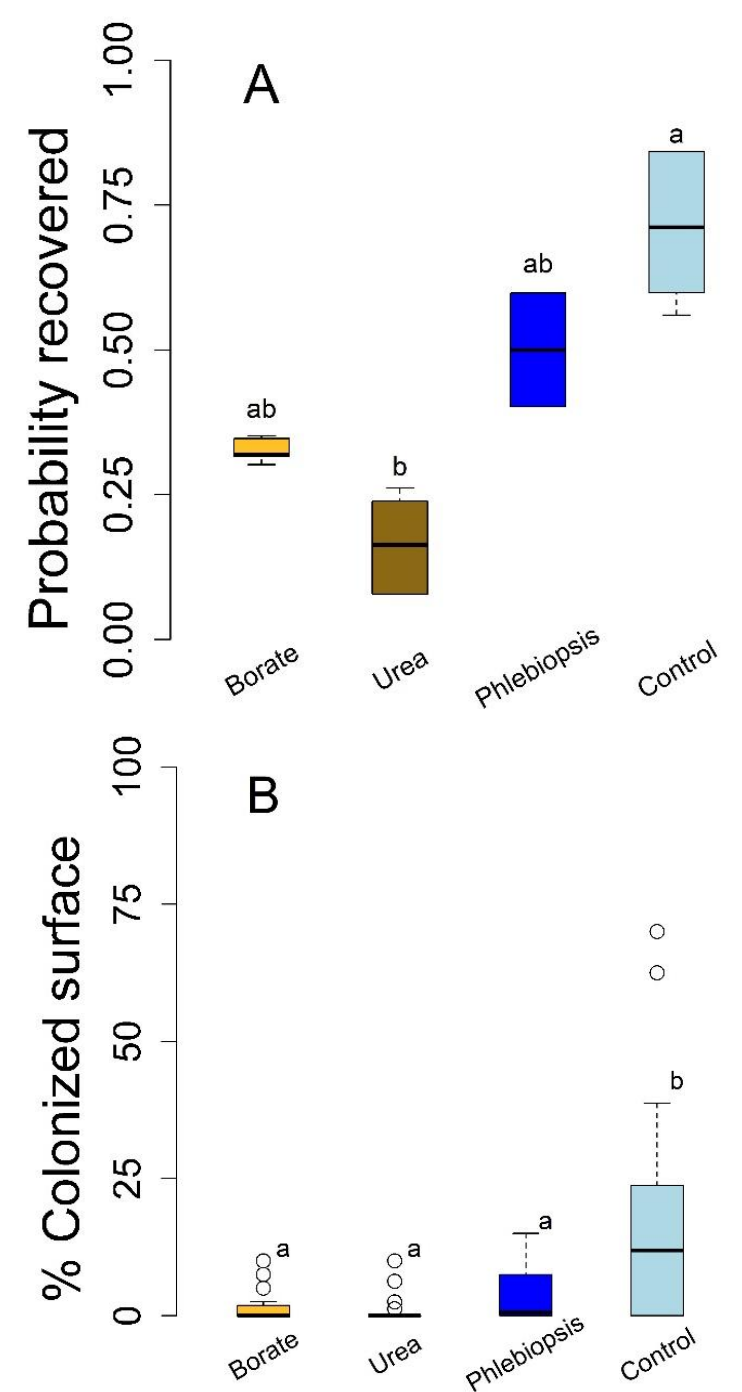 A
Probability recovered
1.00
0.75
0.50
0.25
0.00
ab
b
ab
a
Borate
Urea
Phlebiopsis
Control
B
% Colonized surface
100
75
50
25
0
a
a
a
b
Borate
Urea
Phlebiopsis
Control